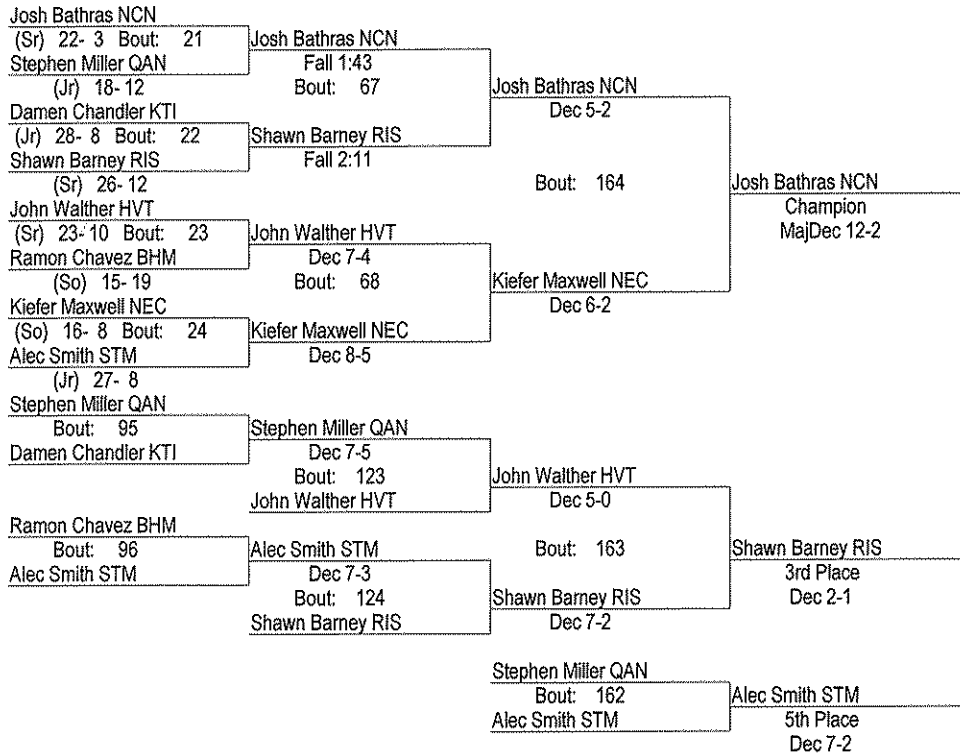 Josh Bathras NCN
(Sr) 22- 3 Bout: 21
Stephen Miller QAN
(Jr) 18- 12
Damen Chandler KTI
(Jr) 28- 8 Bout: 22
Shawn Barney RIS
(Sr) 26- 12
John Walther HVT
(Sr) 23- 10 Bout: 23
Ramon Chavez BHM
(So) 15- 19
Kiefer Maxwell NEC
(So) 16- 8 Bout: 24
Alec Smith STM
(Jr) 27- 8
Josh Bathras NCN
Fall 1:43
Bout: 67
Shawn Barney RIS
Fall 2:11
John Walther HVT
Dec 7-4
Bout: 68
Kiefer Maxwell NEC
Dec 8-5
Josh Bathras NCN
Dec 5-2
Bout: 164
Kiefer Maxwell NEC
Dec 6-2
Josh Bathras NCN
Champion
MajDec 12-2
Stephen Miller QAN
Bout: 95
Damen Chandler KTI
Ramon Chavez BHM
Bout: 96
Alec Smith STM
Stephen Miller QAN
Dec 7-5
Bout: 123
John Walther HVT
Alec Smith STM
Dec 7-3
Bout: 124
Shawn Barney RIS
John Walther HVT
Dec 5-0
Bout: 163
Shawn Barney RIS
Dec 7-2
Shawn Barney RIS
3rd Place
Dec 2-1
Stephen Miller QAN
Bout: 162
Alec Smith STM
Alec Smith STM
5th Place
Dec 7-2